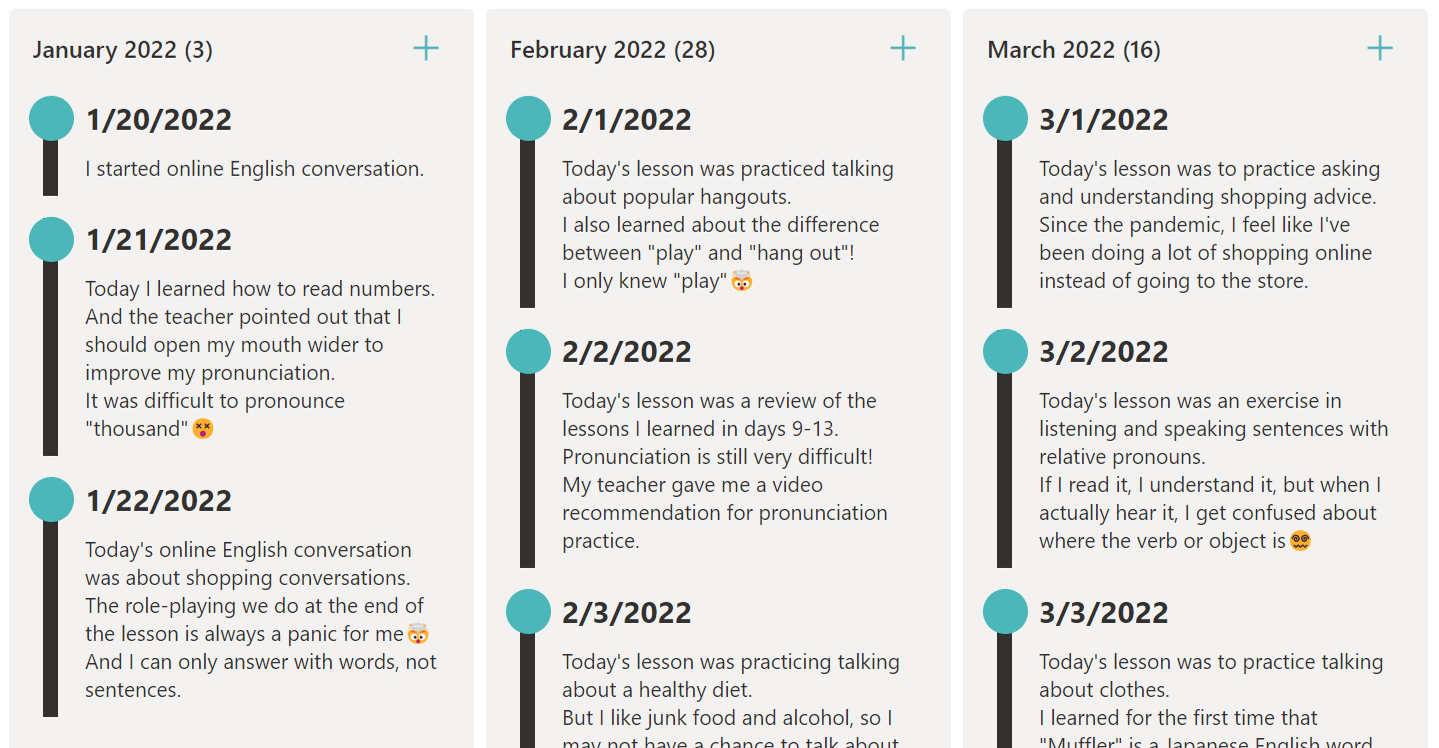 January 2022 (3)
1/20/2022
I started online English conversation.
1/21/2022
Today I learned how to read numbers.
And the teacher pointed out that I
should open my mouth wider to
improve my pronunciation.
It was difficult to pronounce
"thousand"😵
1/22/2022
Today's online English conversation
was about shopping conversations.
The role-playing we do at the end of
the lesson is always a panic for me🤯
And I can only answer with words, not
sentences.
February 2022 (28)
2/1/2022
Today's lesson was practiced talking
about popular hangouts.
I also learned about the difference
between "play" and "hang out"!
I only knew "play"🤯
2/2/2022
Today's lesson was a review of the
lessons I learned in days 9-13.
Pronunciation is still very difficult!
My teacher gave me a video
recommendation for pronunciation
practice.
2/3/2022
Today's lesson was practicing talking
about a healthy diet.
But I like junk food and alcohol, so I
may not have a chance to talk about
March 2022 (16)
3/1/2022
Today's lesson was to practice asking
and understanding shopping advice.
Since the pandemic, I feel like I've
been doing a lot of shopping online
instead of going to the store.
3/2/2022
Today's lesson was an exercise in
listening and speaking sentences with
relative pronouns.
If I read it, I understand it, but when I
actually hear it, I get confused about
where the verb or object is😵‍💫
3/3/2022
Today's lesson was to practice talking
about clothes.
I learned for the first time that
"Muffler" is a Japanese English word